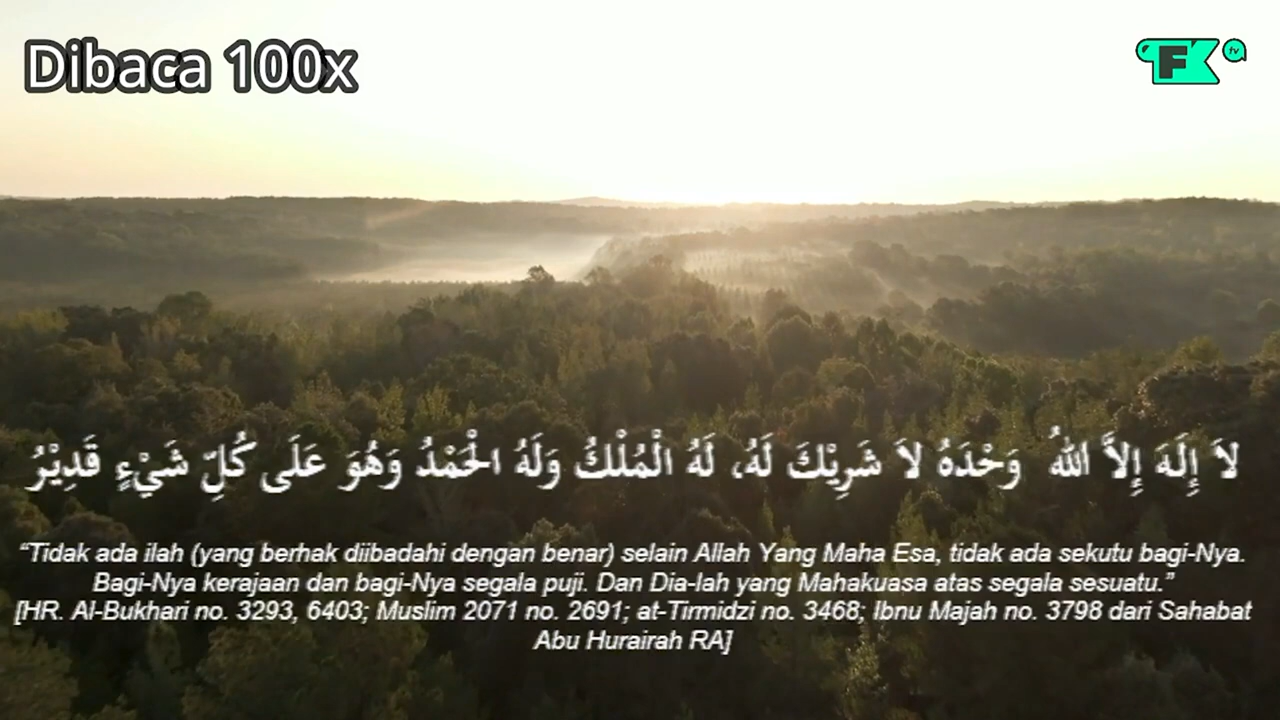 Dibaca 100x
FK tv
لاَ إِلَهَ إِلاَّ اللهُ وَحْدَهُ لاَ شَرِيْكَ لَهُ، لَهُ الْمُلْكُ وَلَهُ الْحَمْدُ وَهُوَ عَلَى كُلِّ شَيْءٍ قَدِيْرُ
“Tidak ada ilah (yang berhak diibadahi dengan benar) selain Allah Yang Maha Esa, tidak ada sekutu bagi-Nya.
Bagi-Nya kerajaan dan bagi-Nya segala puji. Dan Dia-lah yang Mahakuasa atas segala sesuatu.”
[HR. Al-Bukhari no. 3293, 6403; Muslim 2071 no. 2691; at-Tirmidzi no. 3468; Ibnu Majah no. 3798 dari Sahabat
Abu Hurairah RA]